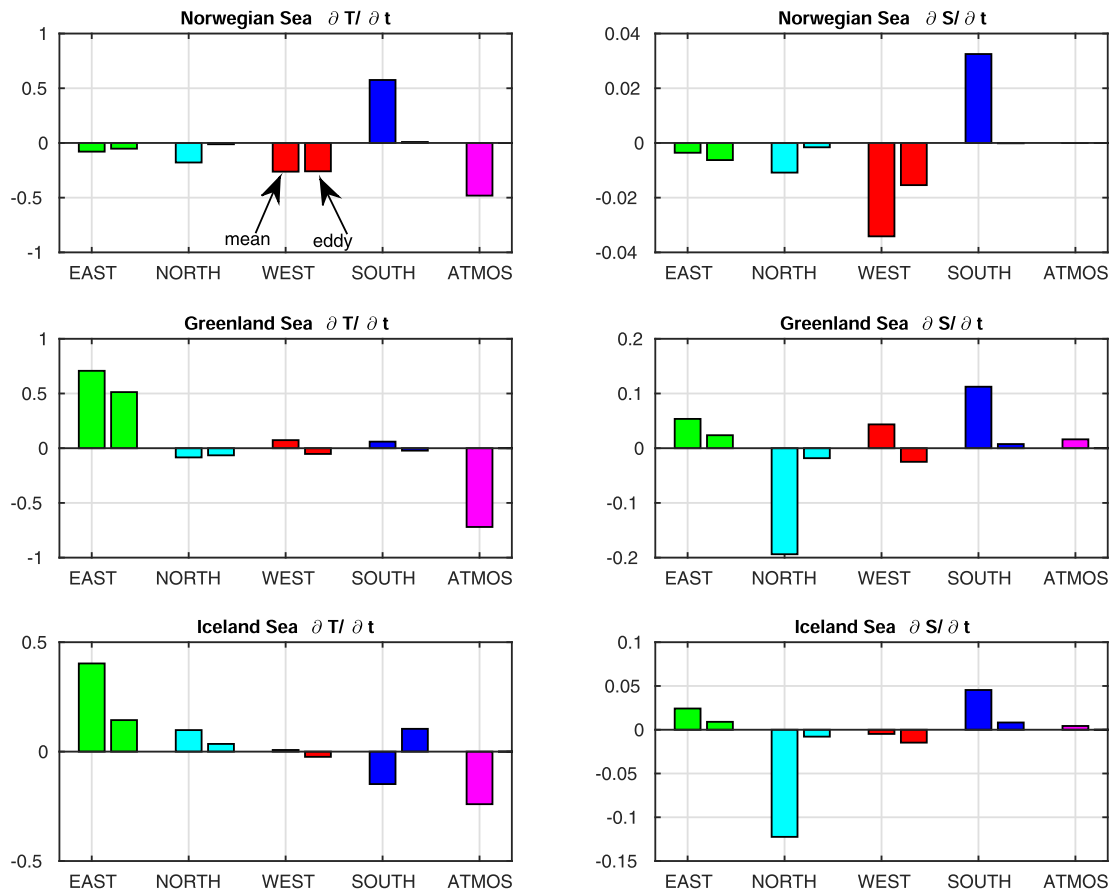 Norwegian Sea ∂ T/ ∂ t
1
0.5
0
-0.5
-1
mean
eddy
EAST NORTH WEST SOUTH ATMOS
Norwegian Sea ∂ S/ ∂ t
0.04
0.02
0
-0.02
-0.04
EAST NORTH WEST SOUTH ATMOS
Greenland Sea ∂ T/ ∂ t
1
0.5
0
-0.5
-1
EAST NORTH WEST SOUTH ATMOS
Greenland Sea ∂ S/ ∂ t
0.2
0.1
0
-0.1
-0.2
EAST NORTH WEST SOUTH ATMOS
Iceland Sea ∂ T/ ∂ t
0.5
0
-0.5
EAST NORTH WEST SOUTH ATMOS
Iceland Sea ∂ S/ ∂ t
0.1
0.05
0
-0.05
-0.1
-0.15
EAST NORTH WEST SOUTH ATMOS